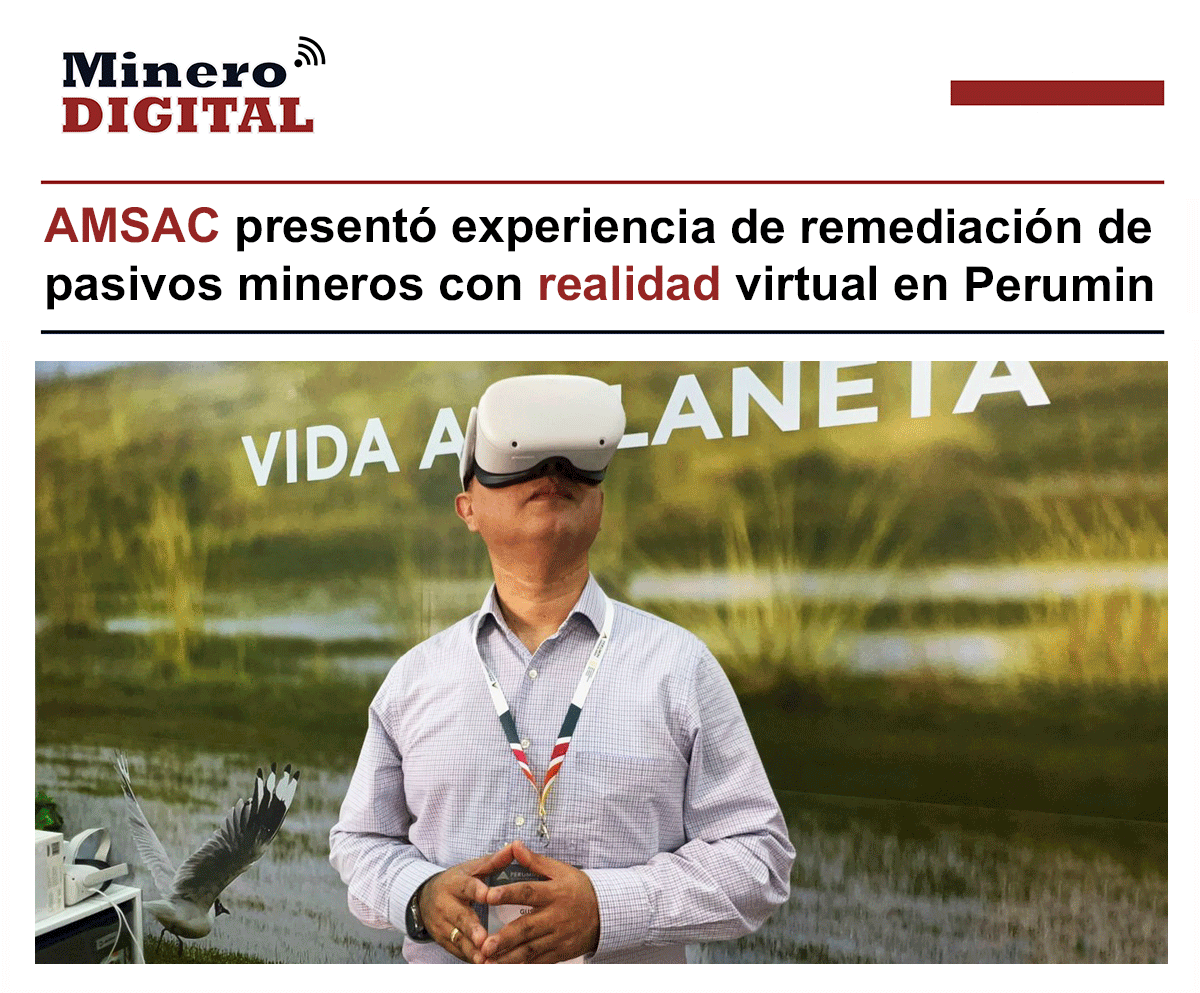 Minero
DIGITAL
AMSAC presentó experiencia de remediación de
pasivos mineros con realidad virtual en Perumin
VIDA A LANETA